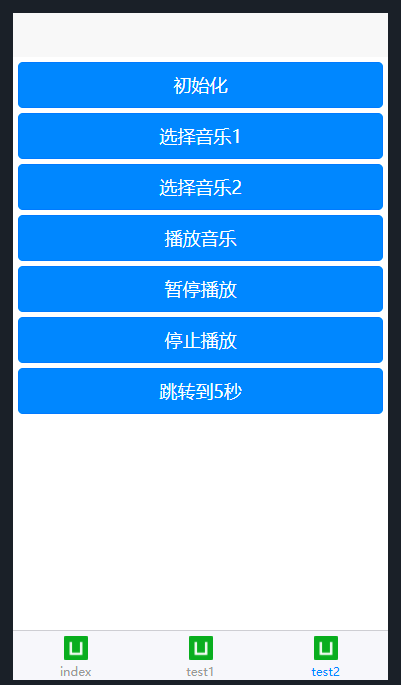 初始化
选择音乐1
选择音乐2
播放音乐
暂停播放
停止播放
跳转到5秒
index
test1
test2